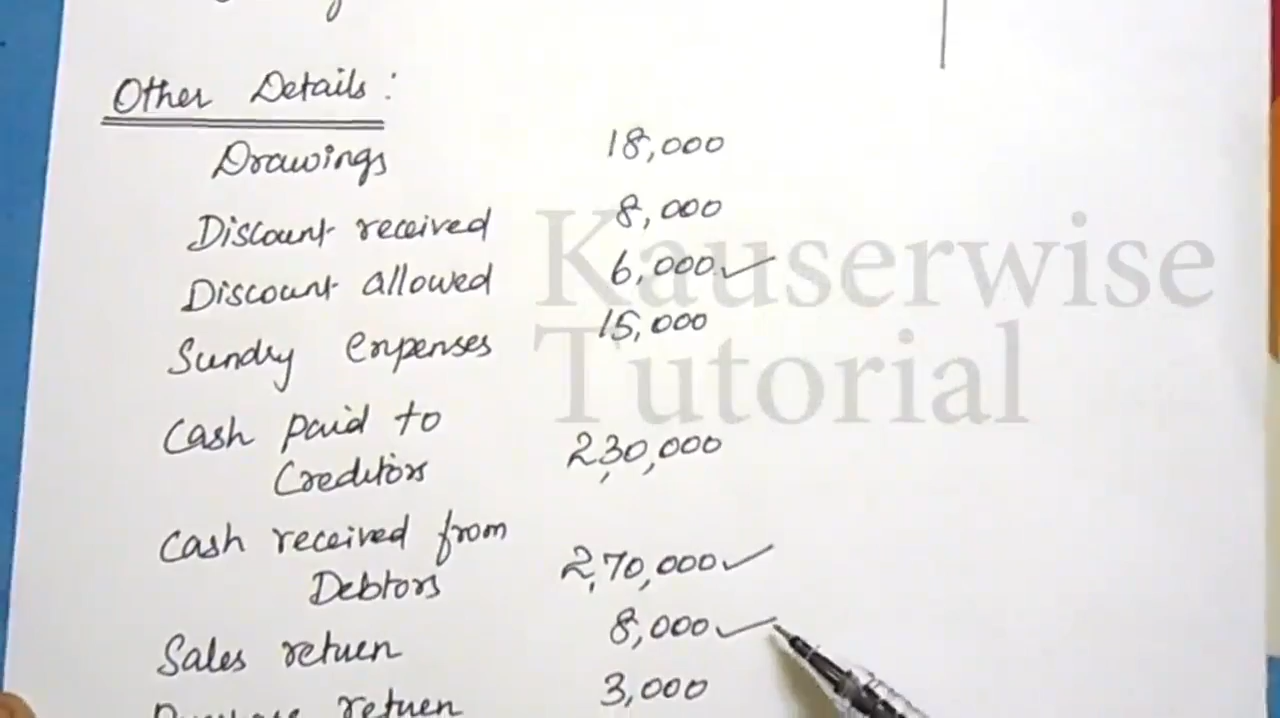 Other Details :
Drawings 18,000
Discount received 8,000
Discount allowed 6,000 ✓
Sundry expenses 15,000
Cash paid to
Creditors 2,30,000
Cash received from
Debtors 2,70,000 ✓
Sales return 8,000 ✓
Purchase return 3,000
Kauserwise
Tutorial